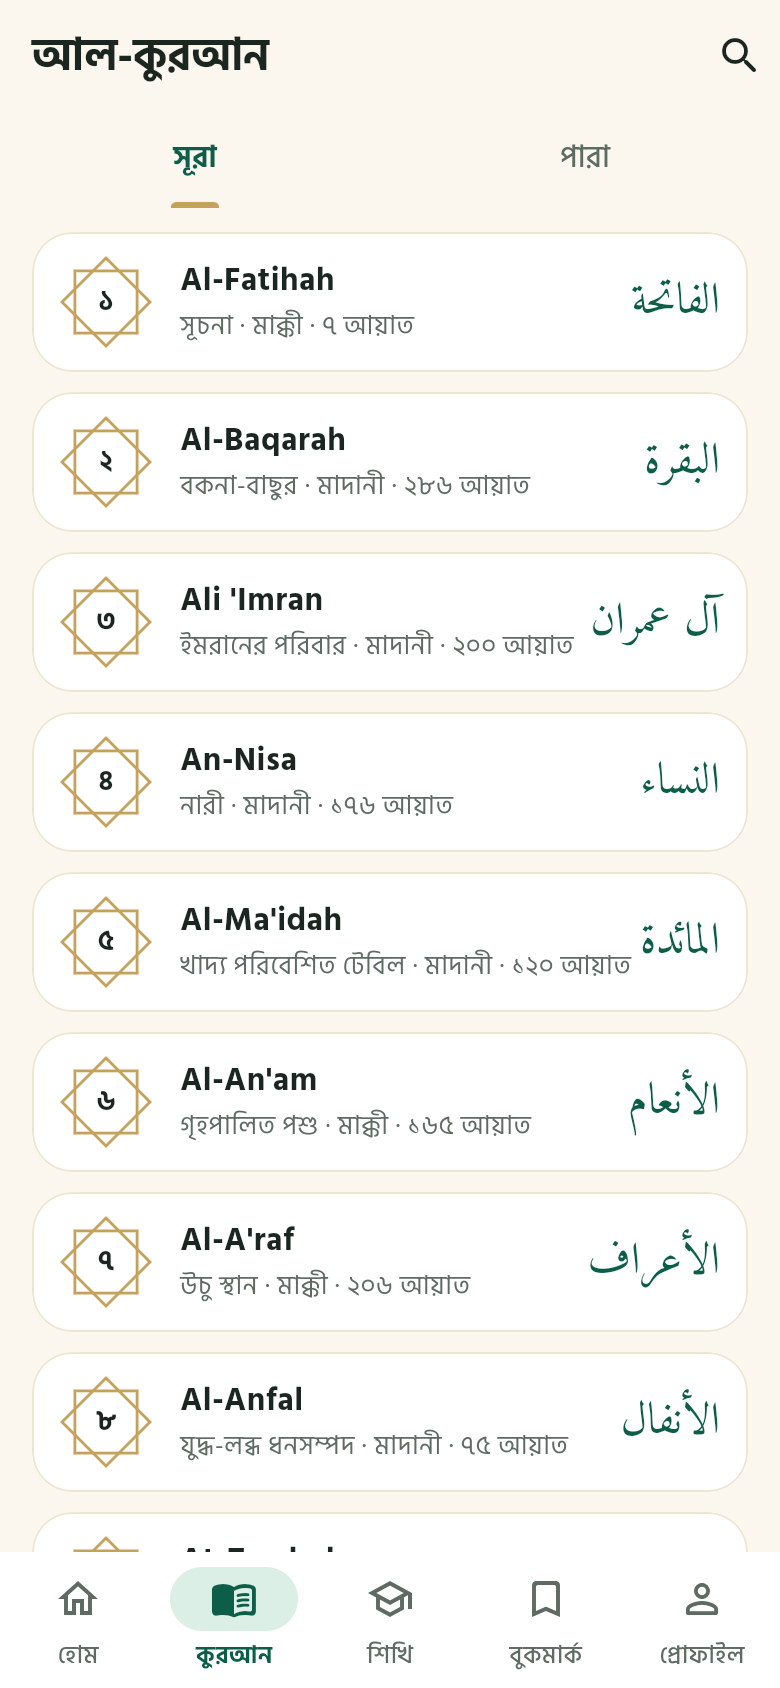 আল-কুরআন
সূরা
পারা
১
Al-Fatihah
সূচনা · মাক্কী · ৭ আয়াত
الفاتحة
২
Al-Baqarah
বকনা-বাছুর · মাদানী · ২৮৬ আয়াত
البقرة
৩
Ali 'Imran
ইমরানের পরিবার · মাদানী · ২০০ আয়াত
آل عمران
৪
An-Nisa
নারী · মাদানী · ১৭৬ আয়াত
النساء
৫
Al-Ma'idah
খাদ্য পরিবেশিত টেবিল · মাদানী · ১২০ আয়াত
المائدة
৬
Al-An'am
গৃহপালিত পশু · মাক্কী · ১৬৫ আয়াত
الأنعام
৭
Al-A'raf
উচু স্থান · মাক্কী · ২০৬ আয়াত
الأعراف
৮
Al-Anfal
যুদ্ধ-লব্ধ ধনসম্পদ · মাদানী · ৭৫ আয়াত
الأنفال
হোম
কুরআন
শিখি
বুকমার্ক
প্রোফাইল